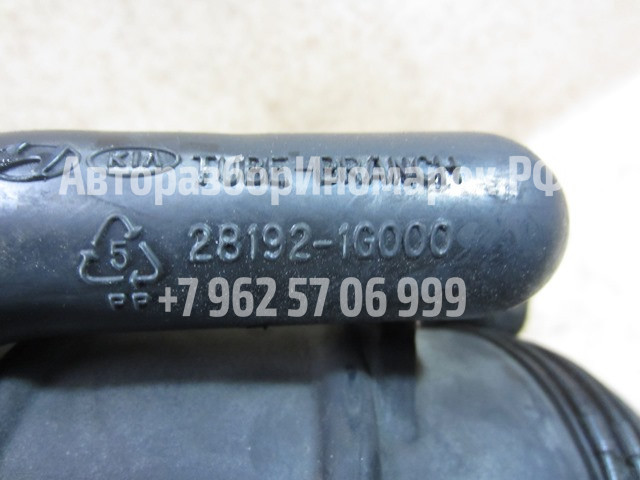 KIA TUBE-BRANCH
АвторазборИномарок.РФ
28192-1G000
5
PP
+7 962 57 06 999